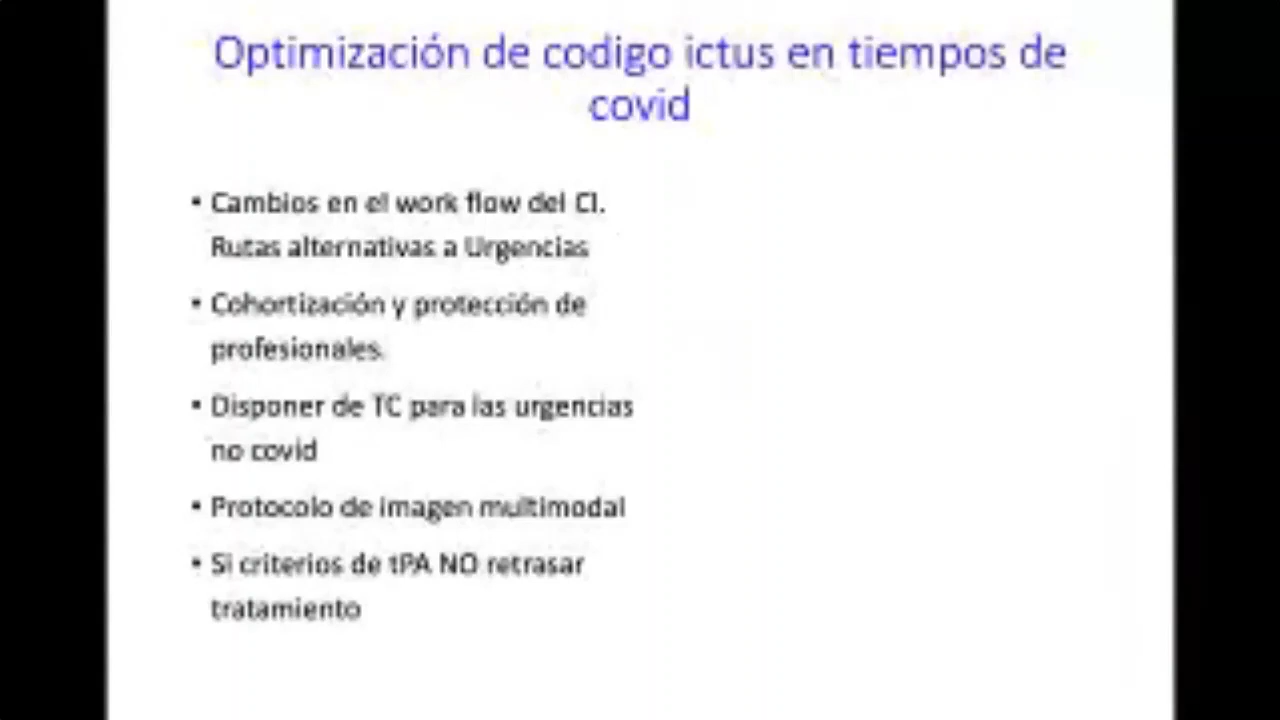 Optimización de codigo ictus en tiempos de
covid
• Cambios en el work flow del CI.
Rutas alternativas a Urgencias
• Cohortización y protección de
profesionales.
• Disponer de TC para las urgencias
no covid
• Protocolo de imagen multimodal
• Si criterios de tPA NO retrasar
tratamiento